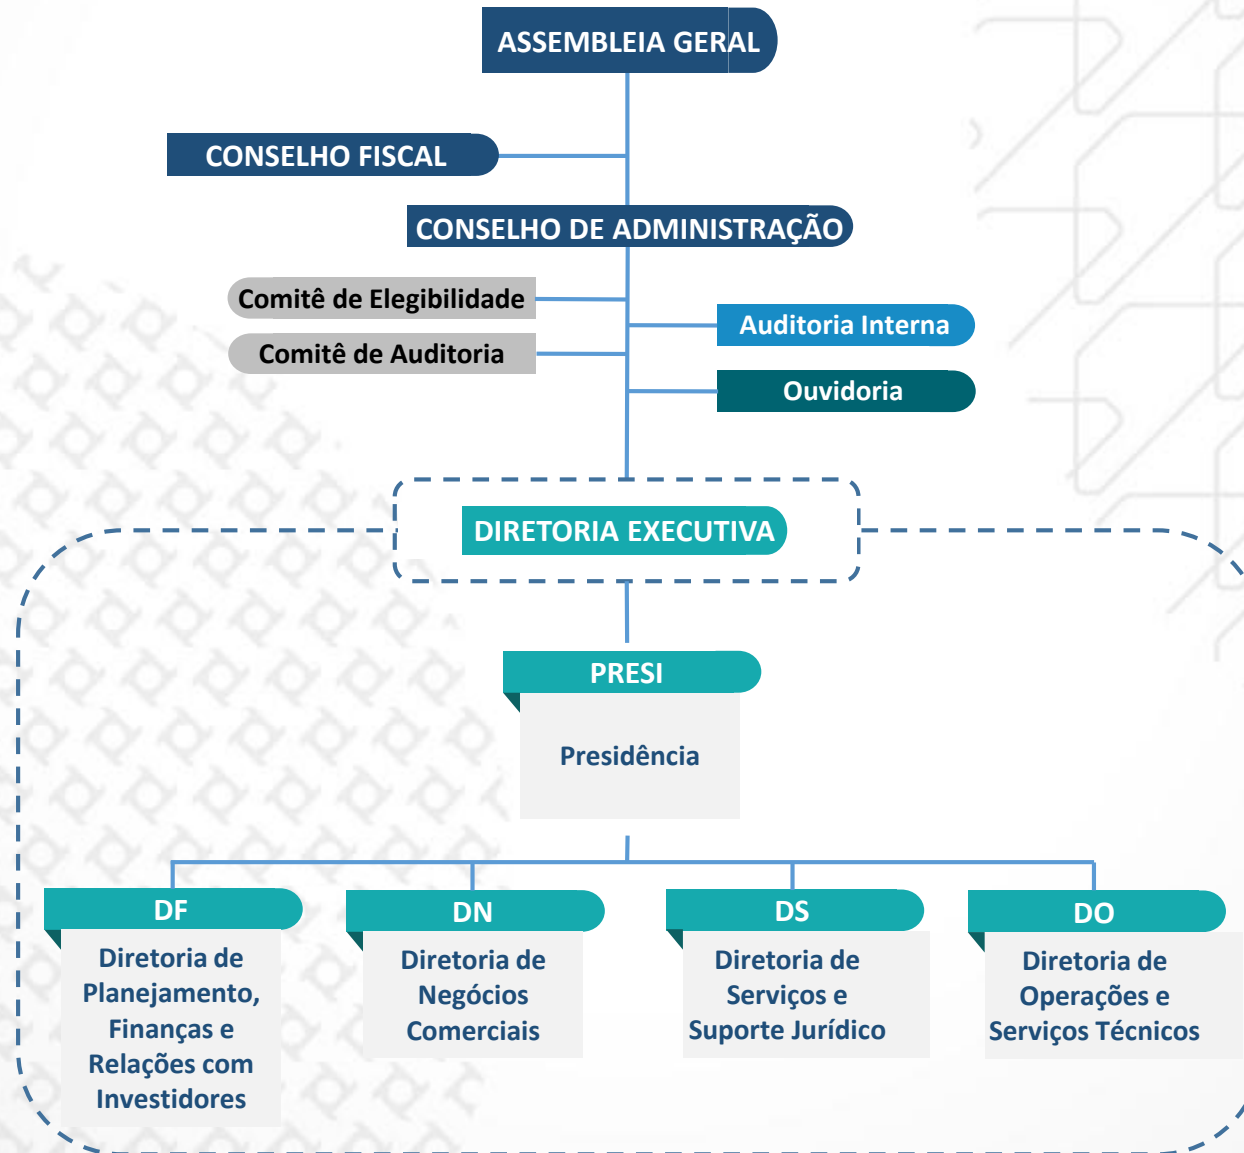 ASSEMBLEIA GERAL
CONSELHO FISCAL
CONSELHO DE ADMINISTRAÇÃO
Comitê de Elegibilidade
Auditoria Interna
Comitê de Auditoria
Ouvidoria
DIRETORIA EXECUTIVA
PRESI
Presidência
DF
Diretoria de
Planejamento,
Finanças e
Relações com
Investidores
DN
Diretoria de
Negócios
Comerciais
DS
Diretoria de
Serviços e
Suporte Jurídico
DO
Diretoria de
Operações e
Serviços Técnicos